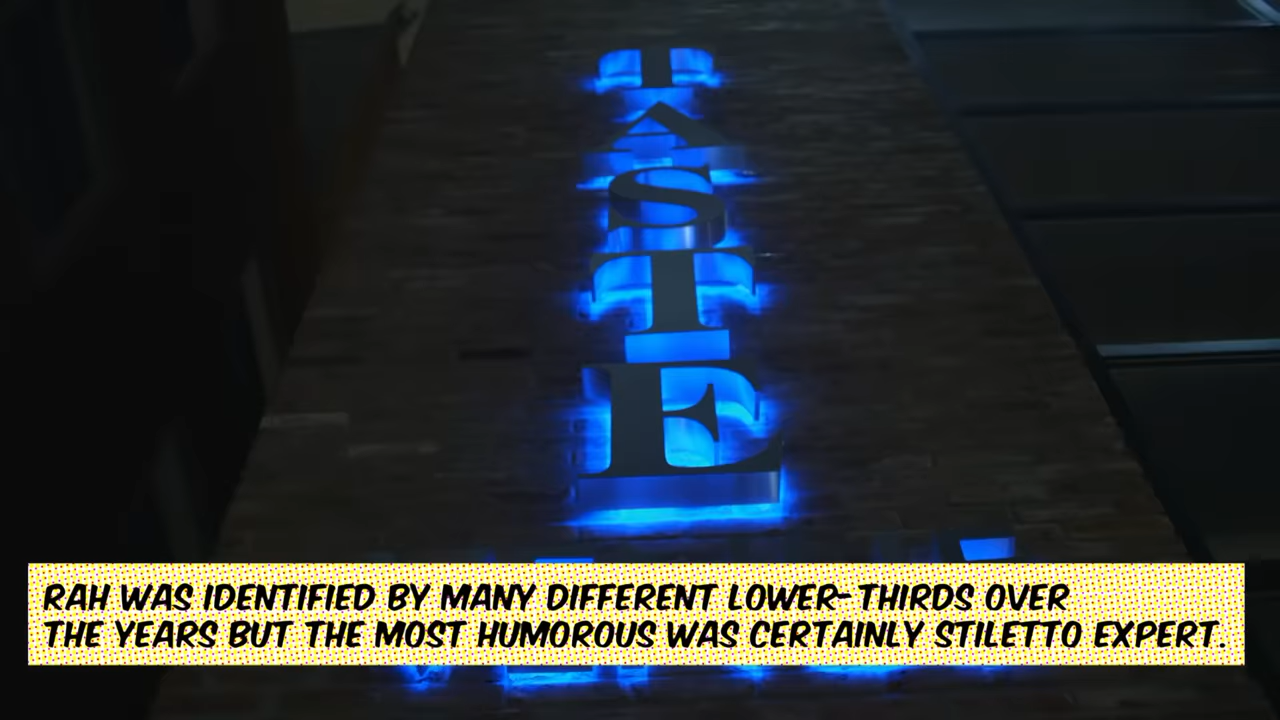 TASTE
RAH WAS IDENTIFIED BY MANY DIFFERENT LOWER-THIRDS OVER
THE YEARS BUT THE MOST HUMOROUS WAS CERTAINLY STILETTO EXPERT.